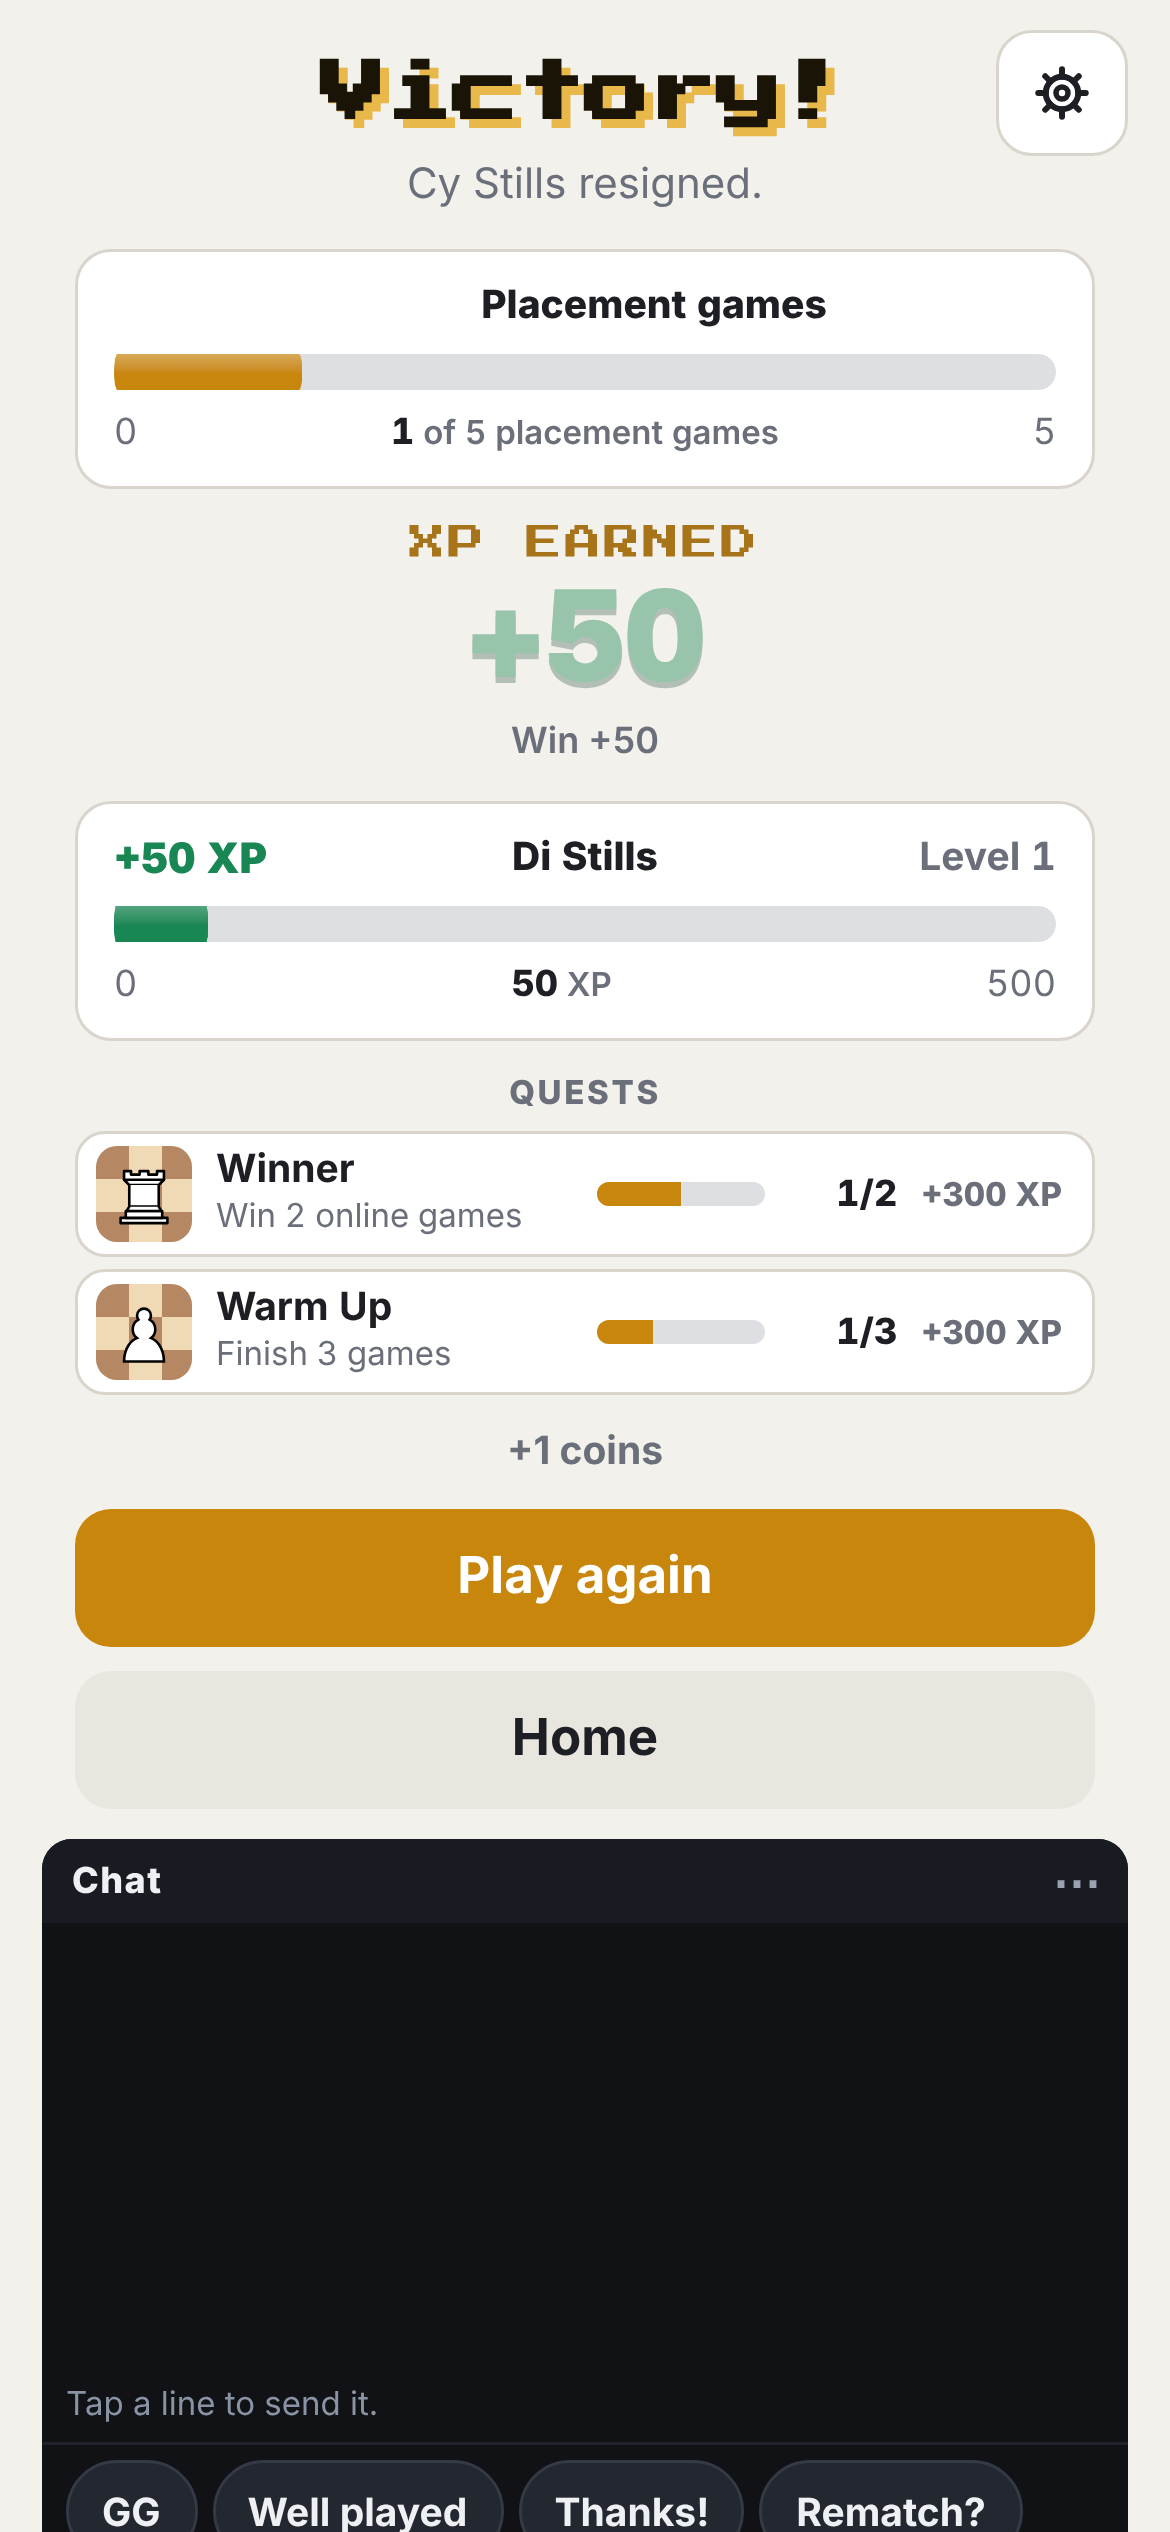 Victory!
Cy Stills resigned.
Placement games
0 1 of 5 placement games 5
XP EARNED
+50
Win +50
+50 XP Di Stills Level 1
0 50 XP 500
QUESTS
Winner
Win 2 online games
1/2 +300 XP
Warm Up
Finish 3 games
1/3 +300 XP
+1 coins
Play again
Home
Chat ...
Tap a line to send it.
GG Well played Thanks! Rematch?